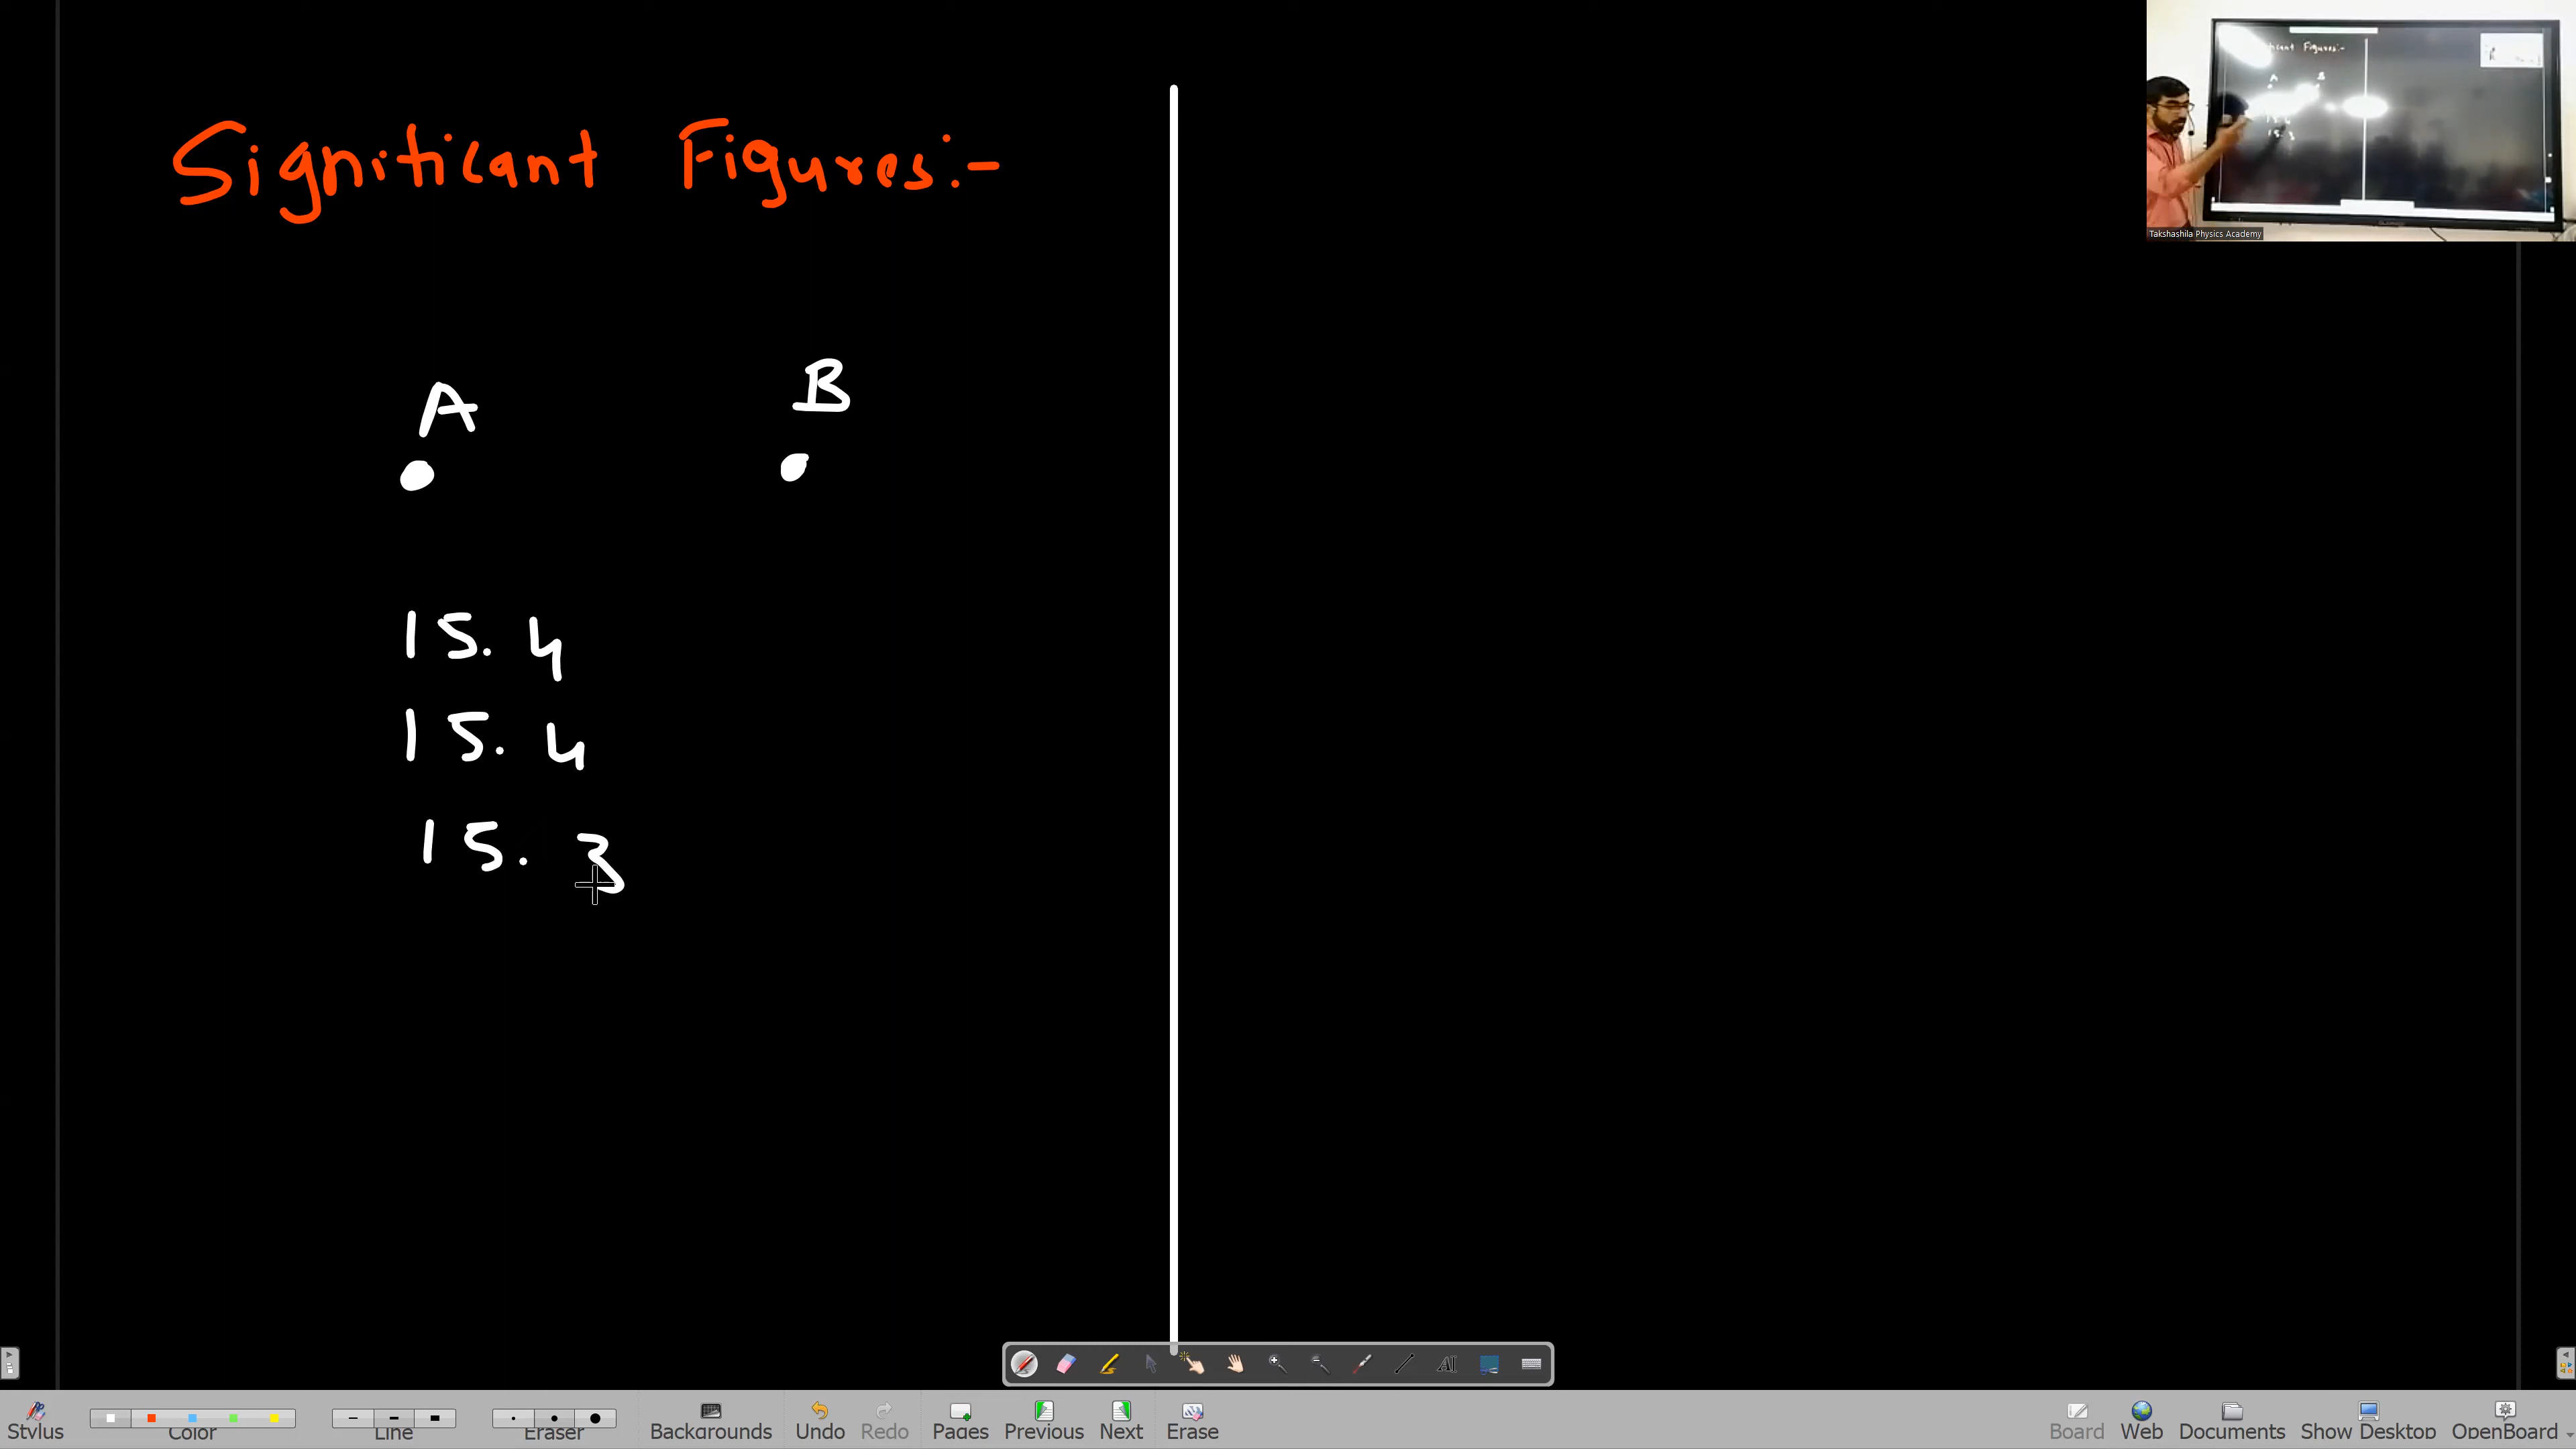 Significant Figures:-
A B
15.4
15.4
15.3
Takshashila Physics Academy
Stylus Color Line Eraser Backgrounds Undo Redo Pages Previous Next Erase Board Web Documents Show Desktop OpenBoard